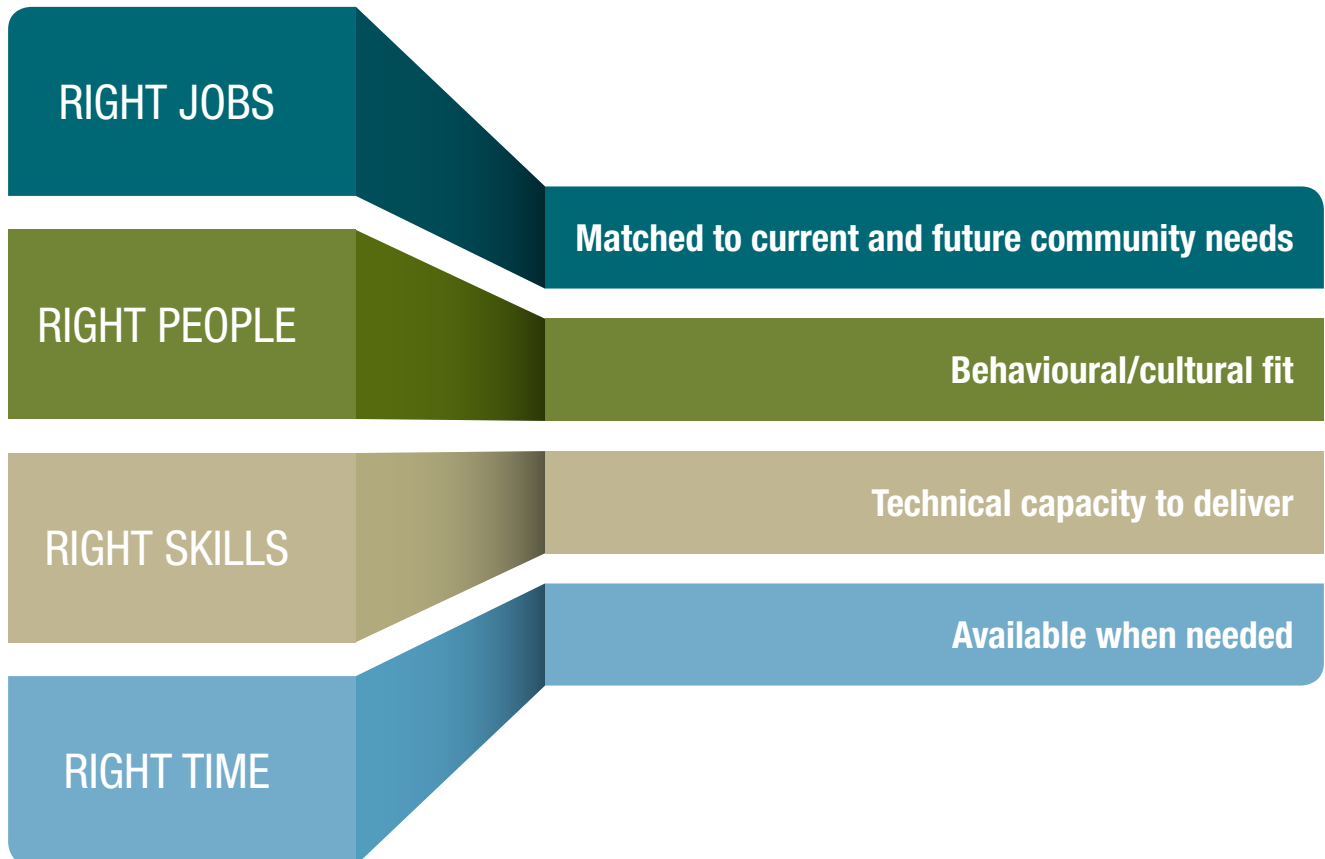 RIGHT JOBS
Matched to current and future community needs
RIGHT PEOPLE
Behavioural/cultural fit
RIGHT SKILLS
Technical capacity to deliver
RIGHT TIME
Available when needed